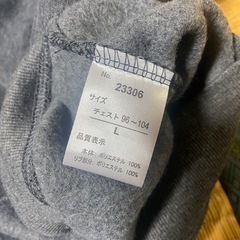 No. 23306
サイズ
チェスト 96～104
L
品質表示
本体: ポリエステル 100%
リブ部分: ポリエステル 100%